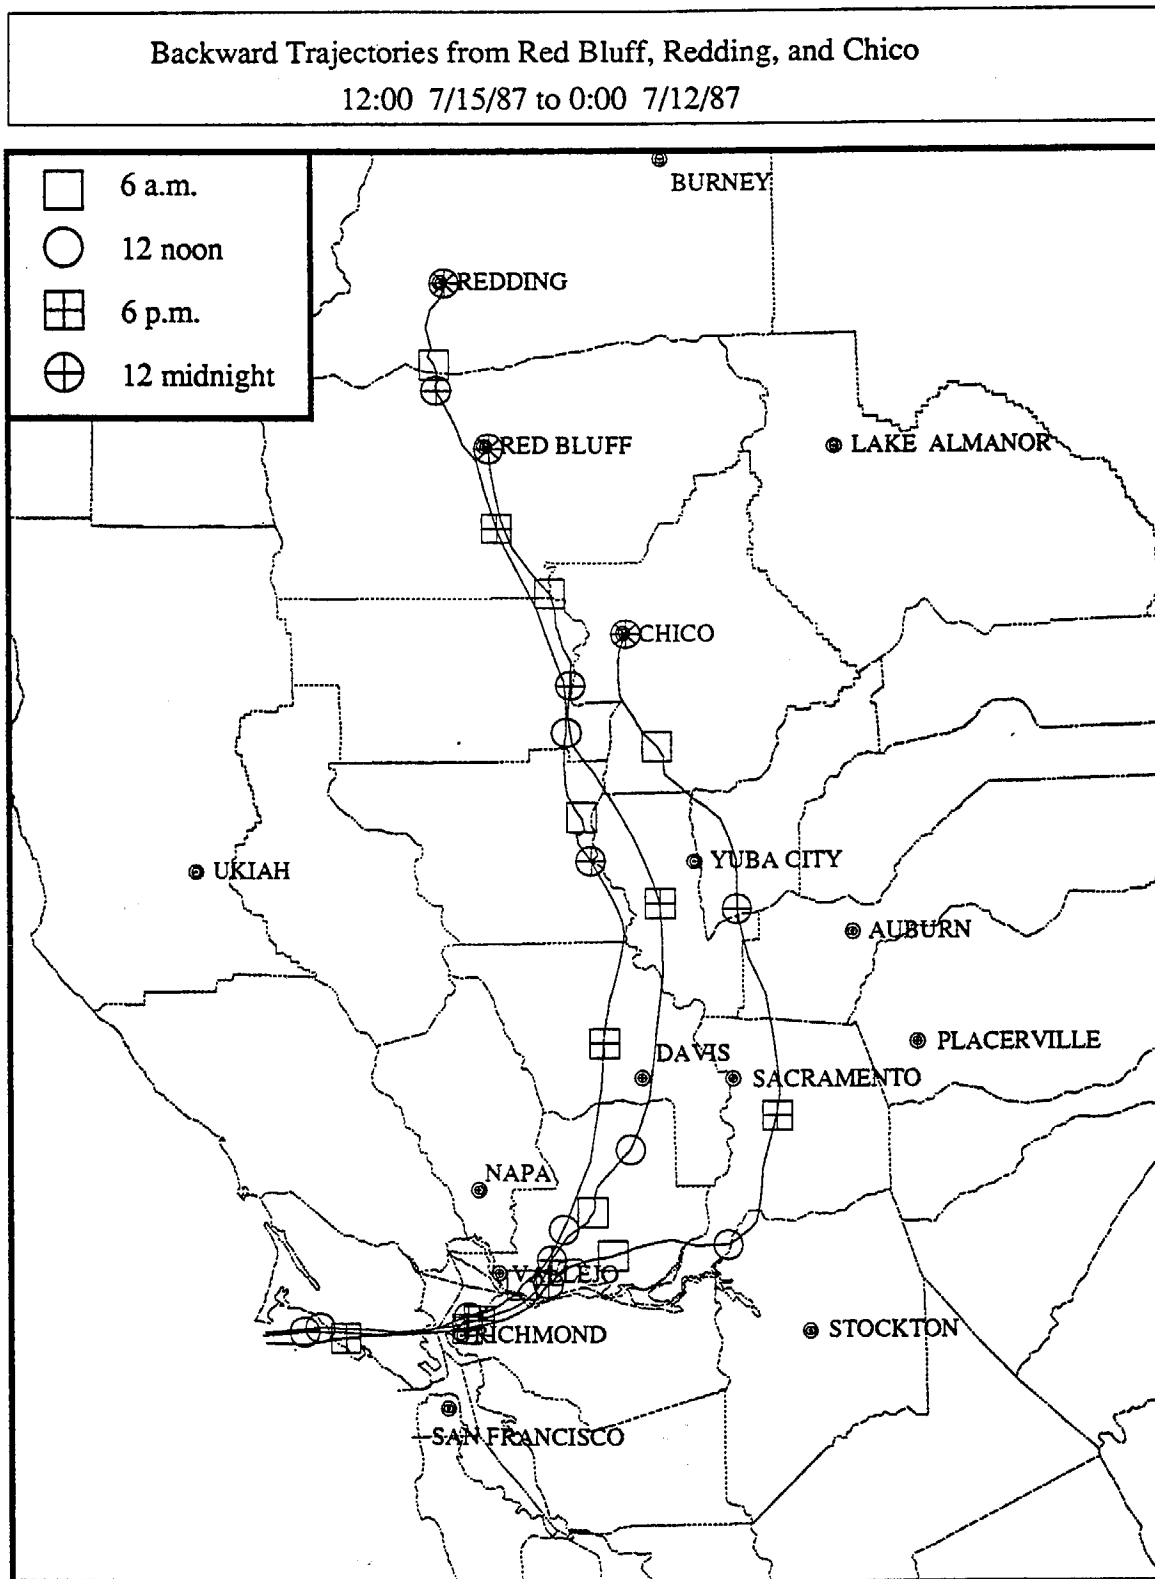 Backward Trajectories from Red Bluff, Redding, and Chico
12:00 7/15/87 to 0:00 7/12/87
6 a.m.
12 noon
6 p.m.
12 midnight
BURNEY
REDDING
RED BLUFF
LAKE ALMANOR
CHICO
UKIAH
YUBA CITY
AUBURN
PLACERVILLE
DAVIS
SACRAMENTO
NAPA
VALLEJO
RICHMOND
STOCKTON
SAN FRANCISCO